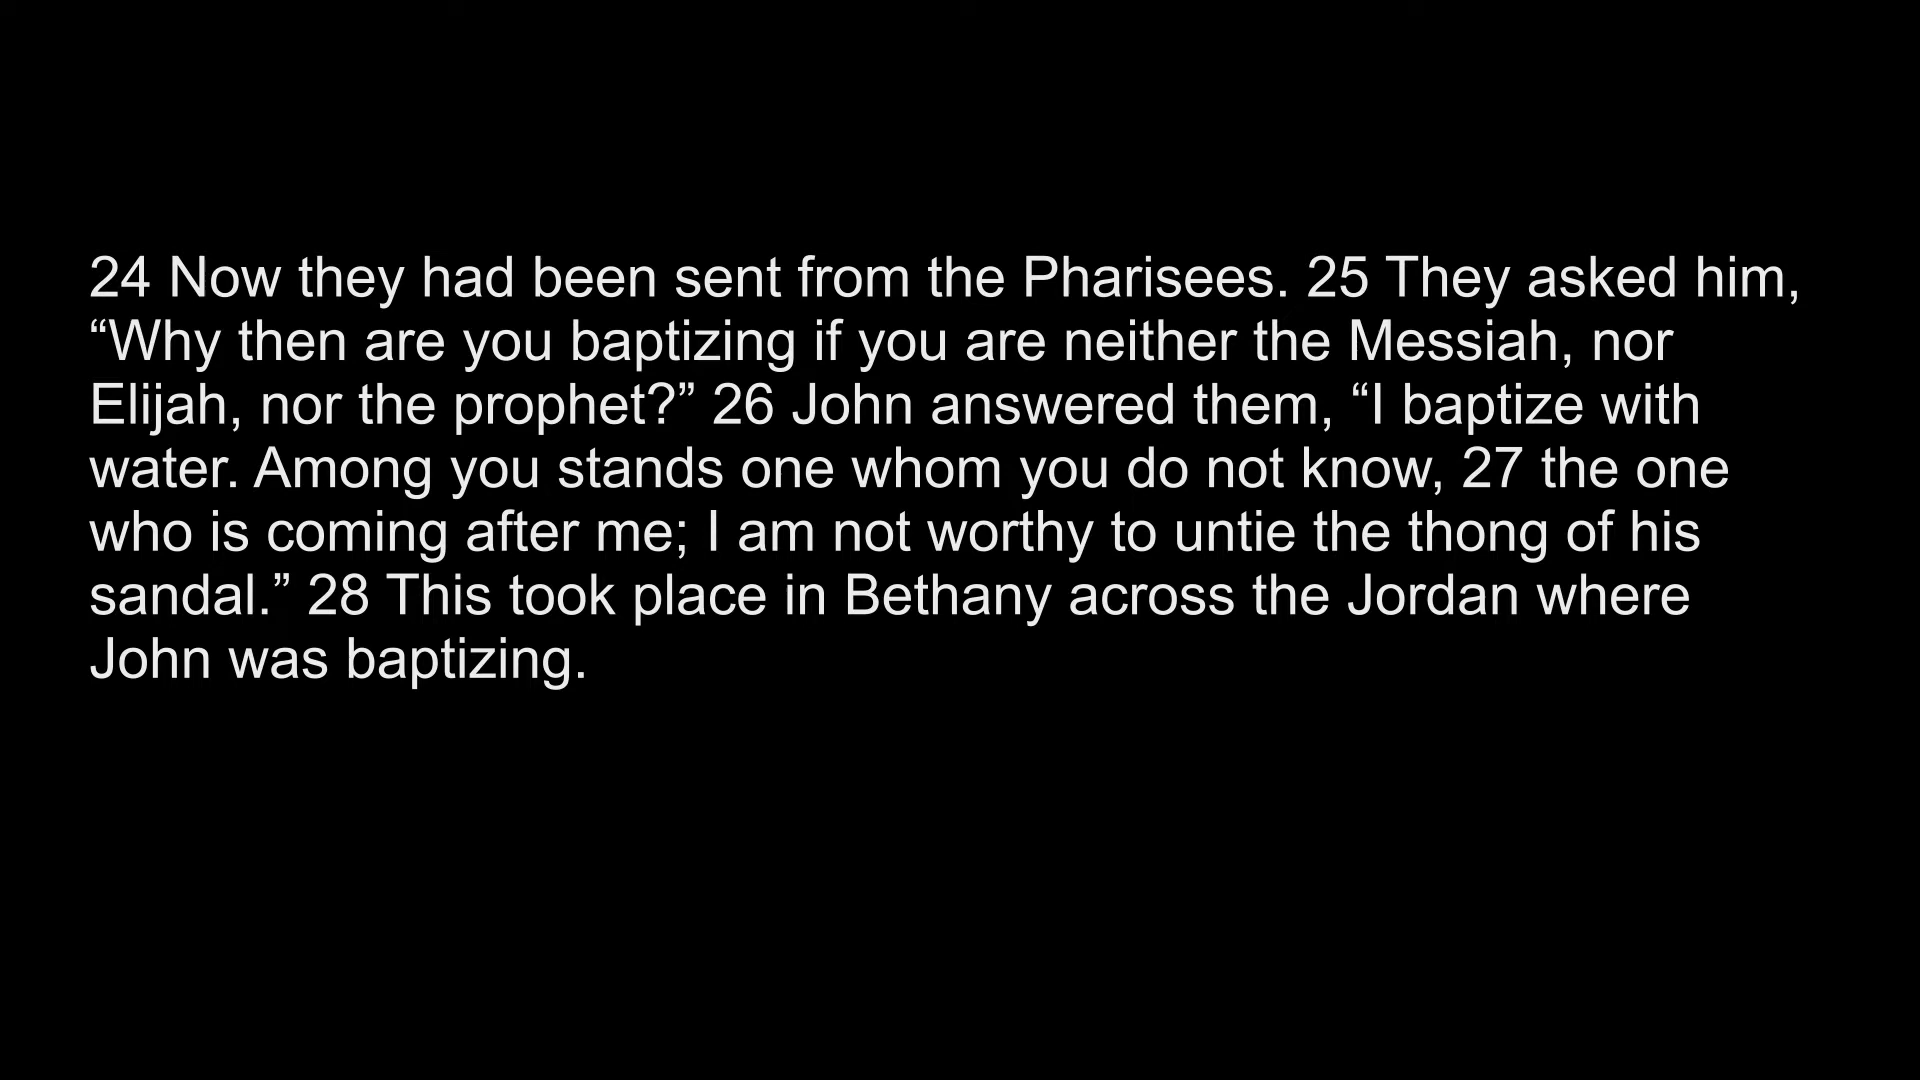 24 Now they had been sent from the Pharisees. 25 They asked him,
“Why then are you baptizing if you are neither the Messiah, nor
Elijah, nor the prophet?” 26 John answered them, “I baptize with
water. Among you stands one whom you do not know, 27 the one
who is coming after me; I am not worthy to untie the thong of his
sandal.” 28 This took place in Bethany across the Jordan where
John was baptizing.